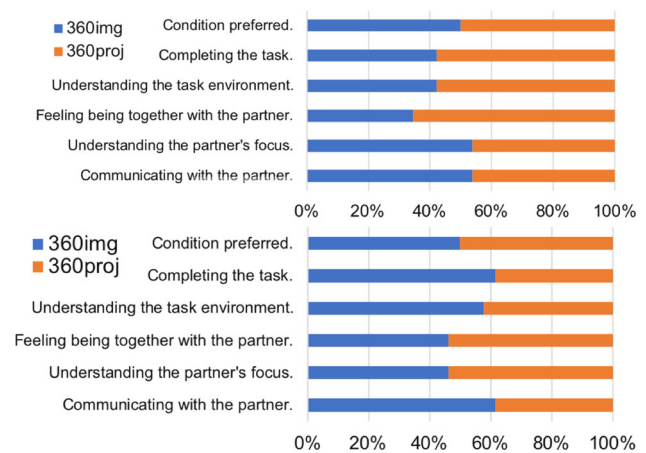 360img
360proj
Condition preferred.
Completing the task.
Understanding the task environment.
Feeling being together with the partner.
Understanding the partner's focus.
Communicating with the partner.
0% 20% 40% 60% 80% 100%
360img
360proj
Condition preferred.
Completing the task.
Understanding the task environment.
Feeling being together with the partner.
Understanding the partner's focus.
Communicating with the partner.
0% 20% 40% 60% 80% 100%